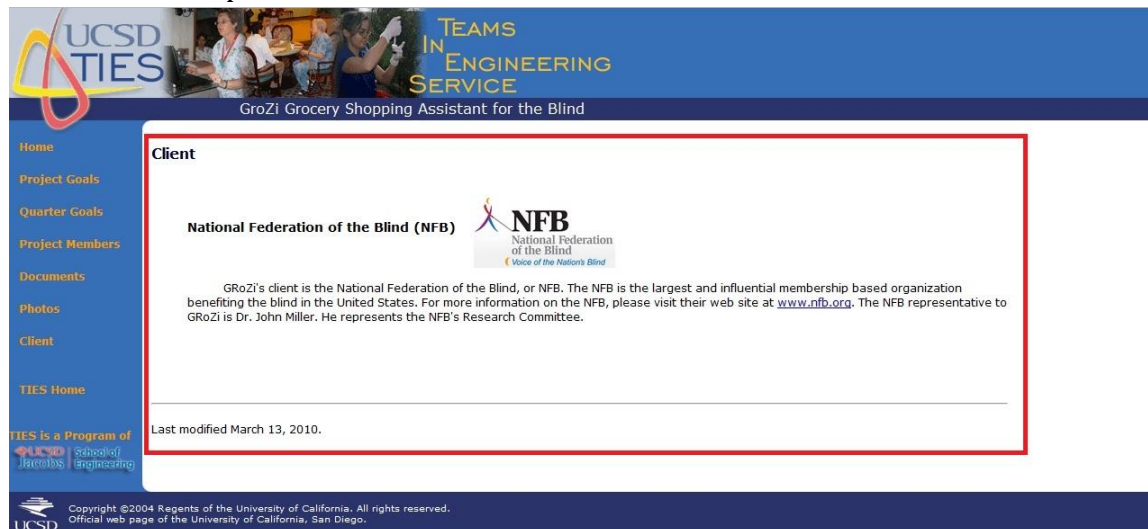 UCSD
TIES
TEAMS
IN
ENGINEERING
SERVICE
GroZi Grocery Shopping Assistant for the Blind
Home
Project Goals
Quarter Goals
Project Members
Documents
Photos
Client
TIES Home
TIES is a Program of
UCSD School of
Jacobs Engineering
Client
National Federation of the Blind (NFB)
NFB
National Federation
of the Blind
Voice of the Nation's Blind
GRoZi's client is the National Federation of the Blind, or NFB. The NFB is the largest and influential membership based organization
benefiting the blind in the United States. For more information on the NFB, please visit their web site at www.nfb.org. The NFB representative to
GRoZi is Dr. John Miller. He represents the NFB's Research Committee.
Last modified March 13, 2010.
UCSD
Copyright ©2004 Regents of the University of California. All rights reserved.
Official web page of the University of California, San Diego.